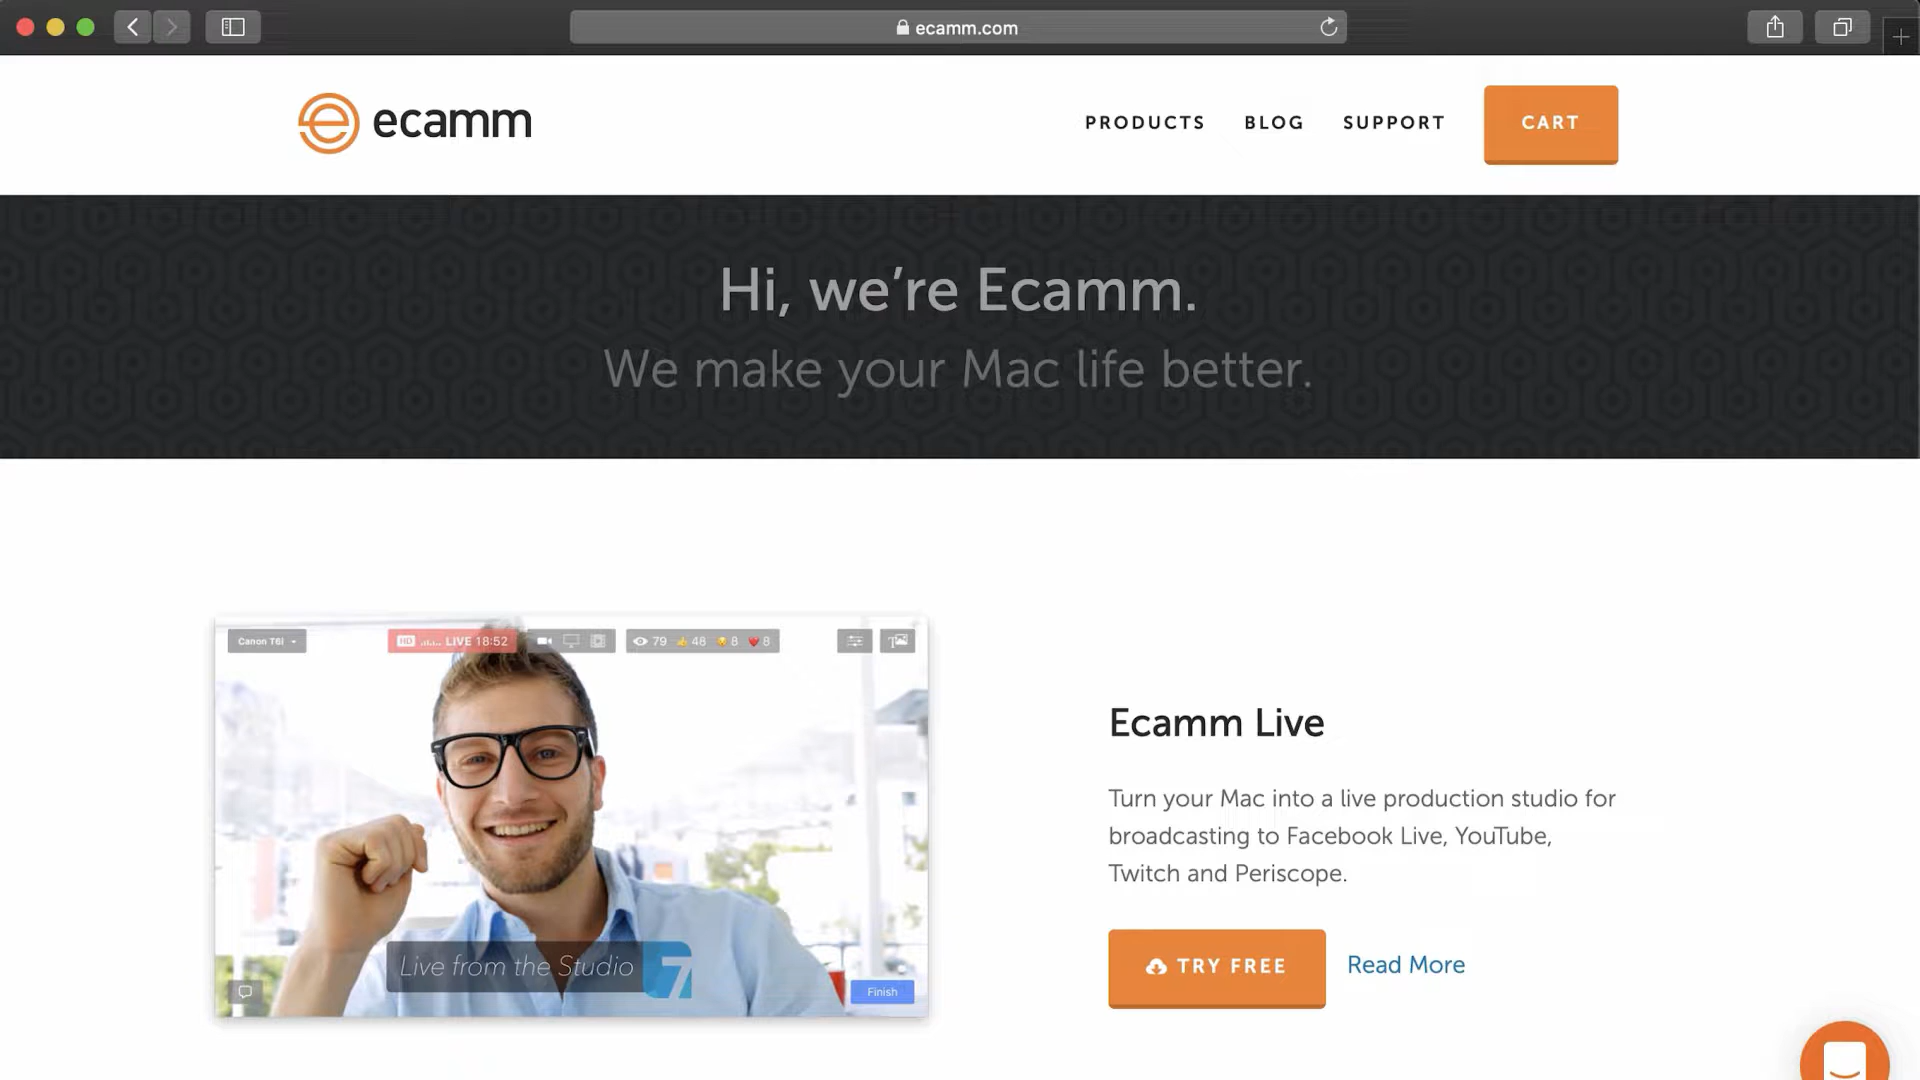 ecamm.com
ecamm
PRODUCTS BLOG SUPPORT CART
Hi, we’re Ecamm.
We make your Mac life better.
Canon T6I HD LIVE 18:52 79 48 8 8 T
Live from the Studio 7
Finish
Ecamm Live
Turn your Mac into a live production studio for
broadcasting to Facebook Live, YouTube,
Twitch and Periscope.
TRY FREE Read More